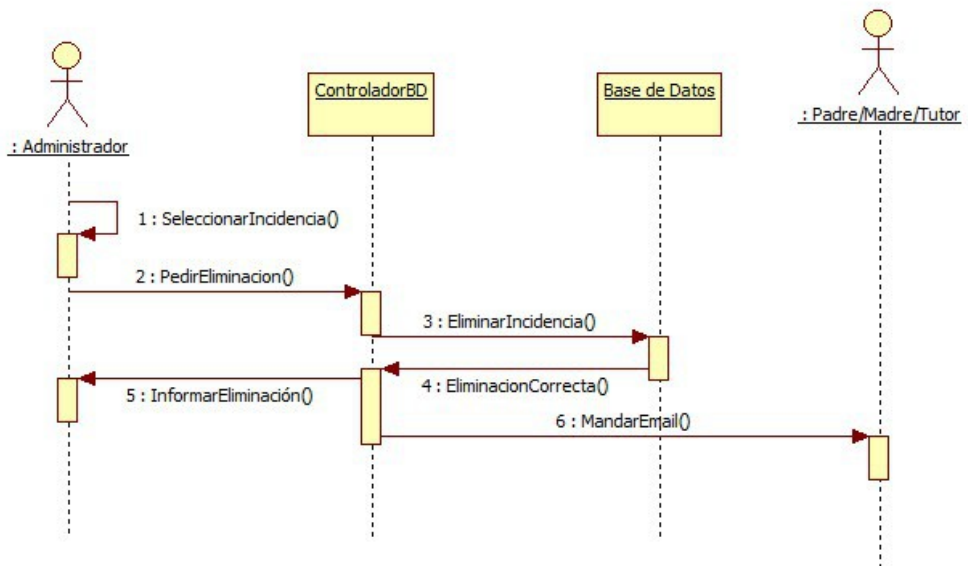 ControladorBD
Base de Datos
: Padre/Madre/Tutor
: Administrador
1 : SeleccionarIncidencia()
2 : PedirEliminacion()
3 : EliminarIncidencia()
4 : EliminacionCorrecta()
5 : InformarEliminación()
6 : MandarEmail()